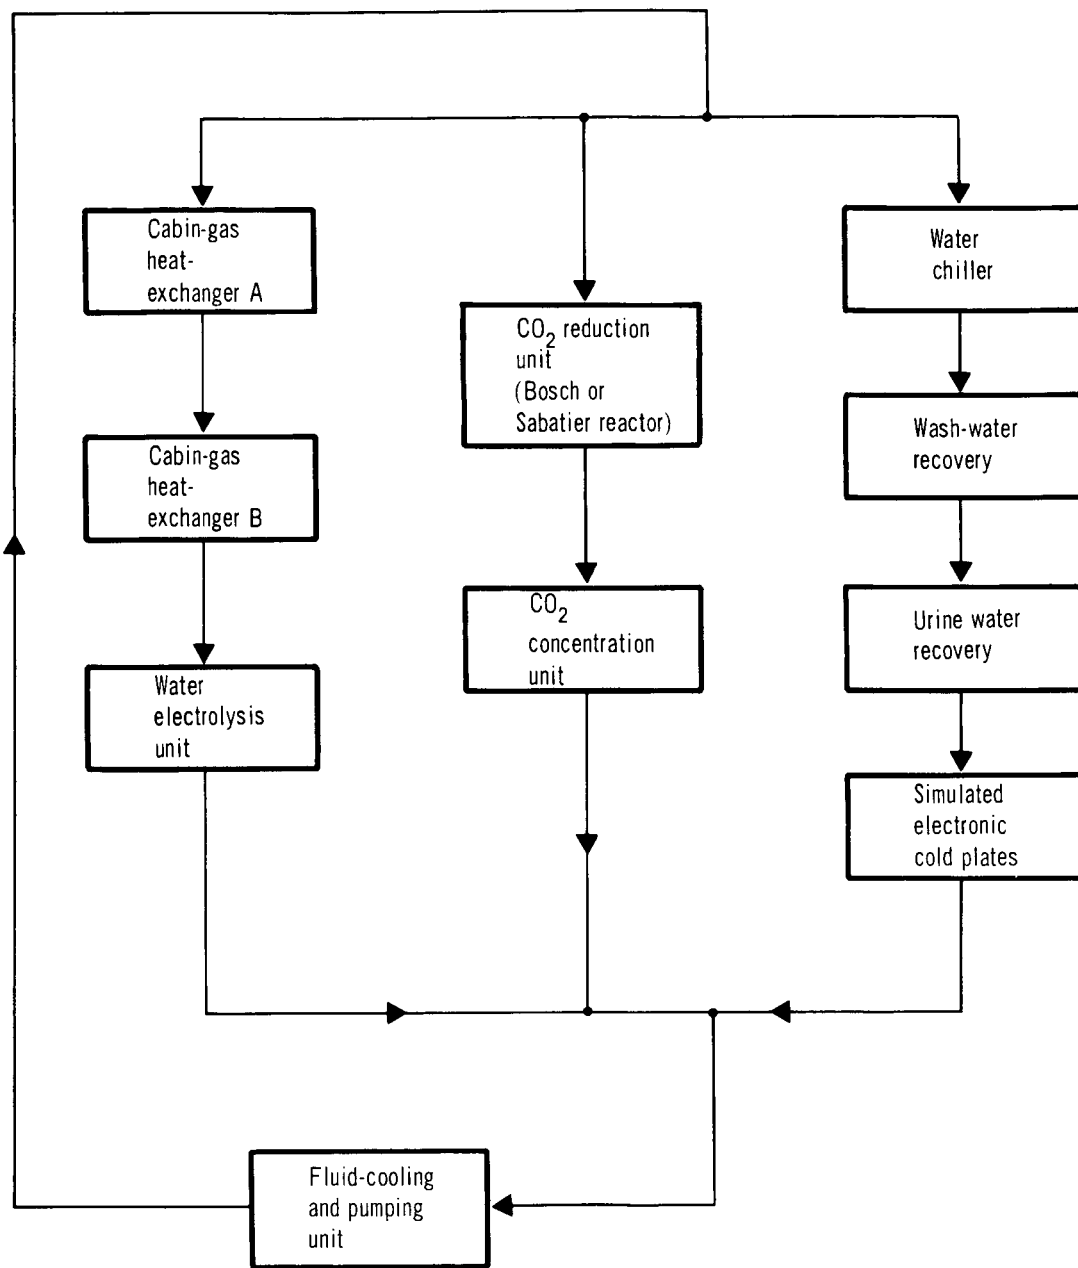 Cabin-gas
heat-
exchanger A
Cabin-gas
heat-
exchanger B
Water
electrolysis
unit
CO2 reduction
unit
(Bosch or
Sabatier reactor)
CO2
concentration
unit
Water
chiller
Wash-water
recovery
Urine water
recovery
Simulated
electronic
cold plates
Fluid-cooling
and pumping
unit